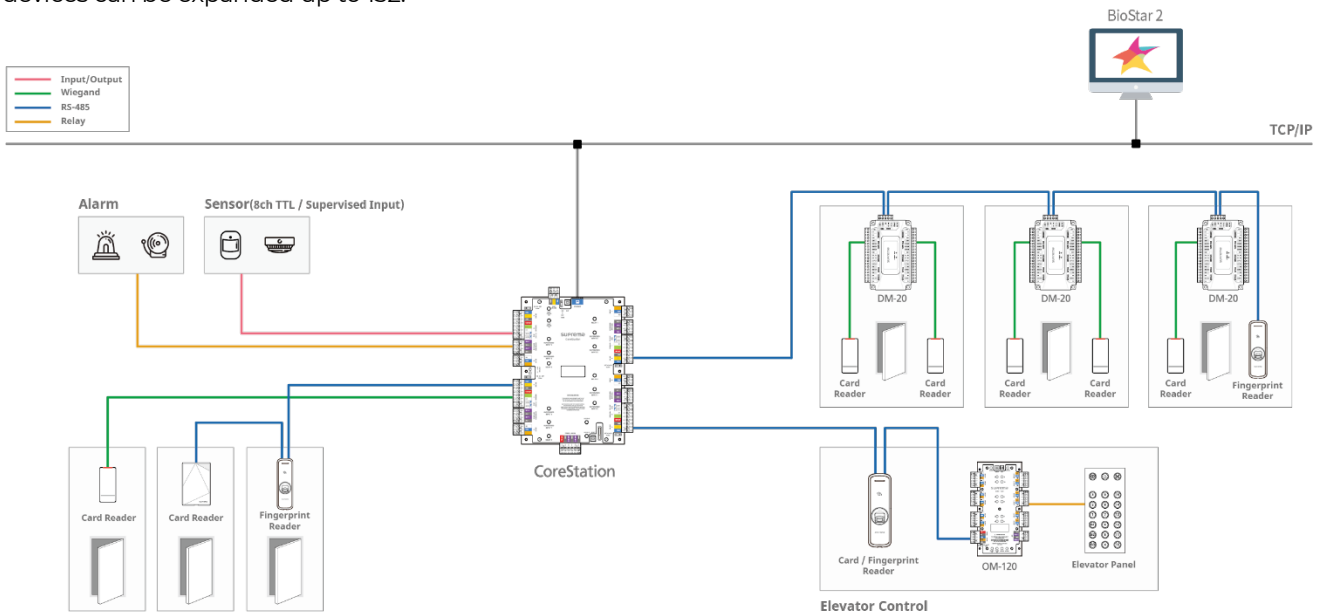 devices can be expanded up to 132.
BioStar 2
Input/Output
Wiegand
RS-485
Relay
TCP/IP
Alarm
Sensor(8ch TTL / Supervised Input)
DM-20
DM-20
DM-20
Card
Reader
Card
Reader
Card
Reader
Card
Reader
Card
Reader
Fingerprint
Reader
CoreStation
Card Reader
Card Reader
Fingerprint
Reader
Card / Fingerprint
Reader
OM-120
Elevator Panel
Elevator Control